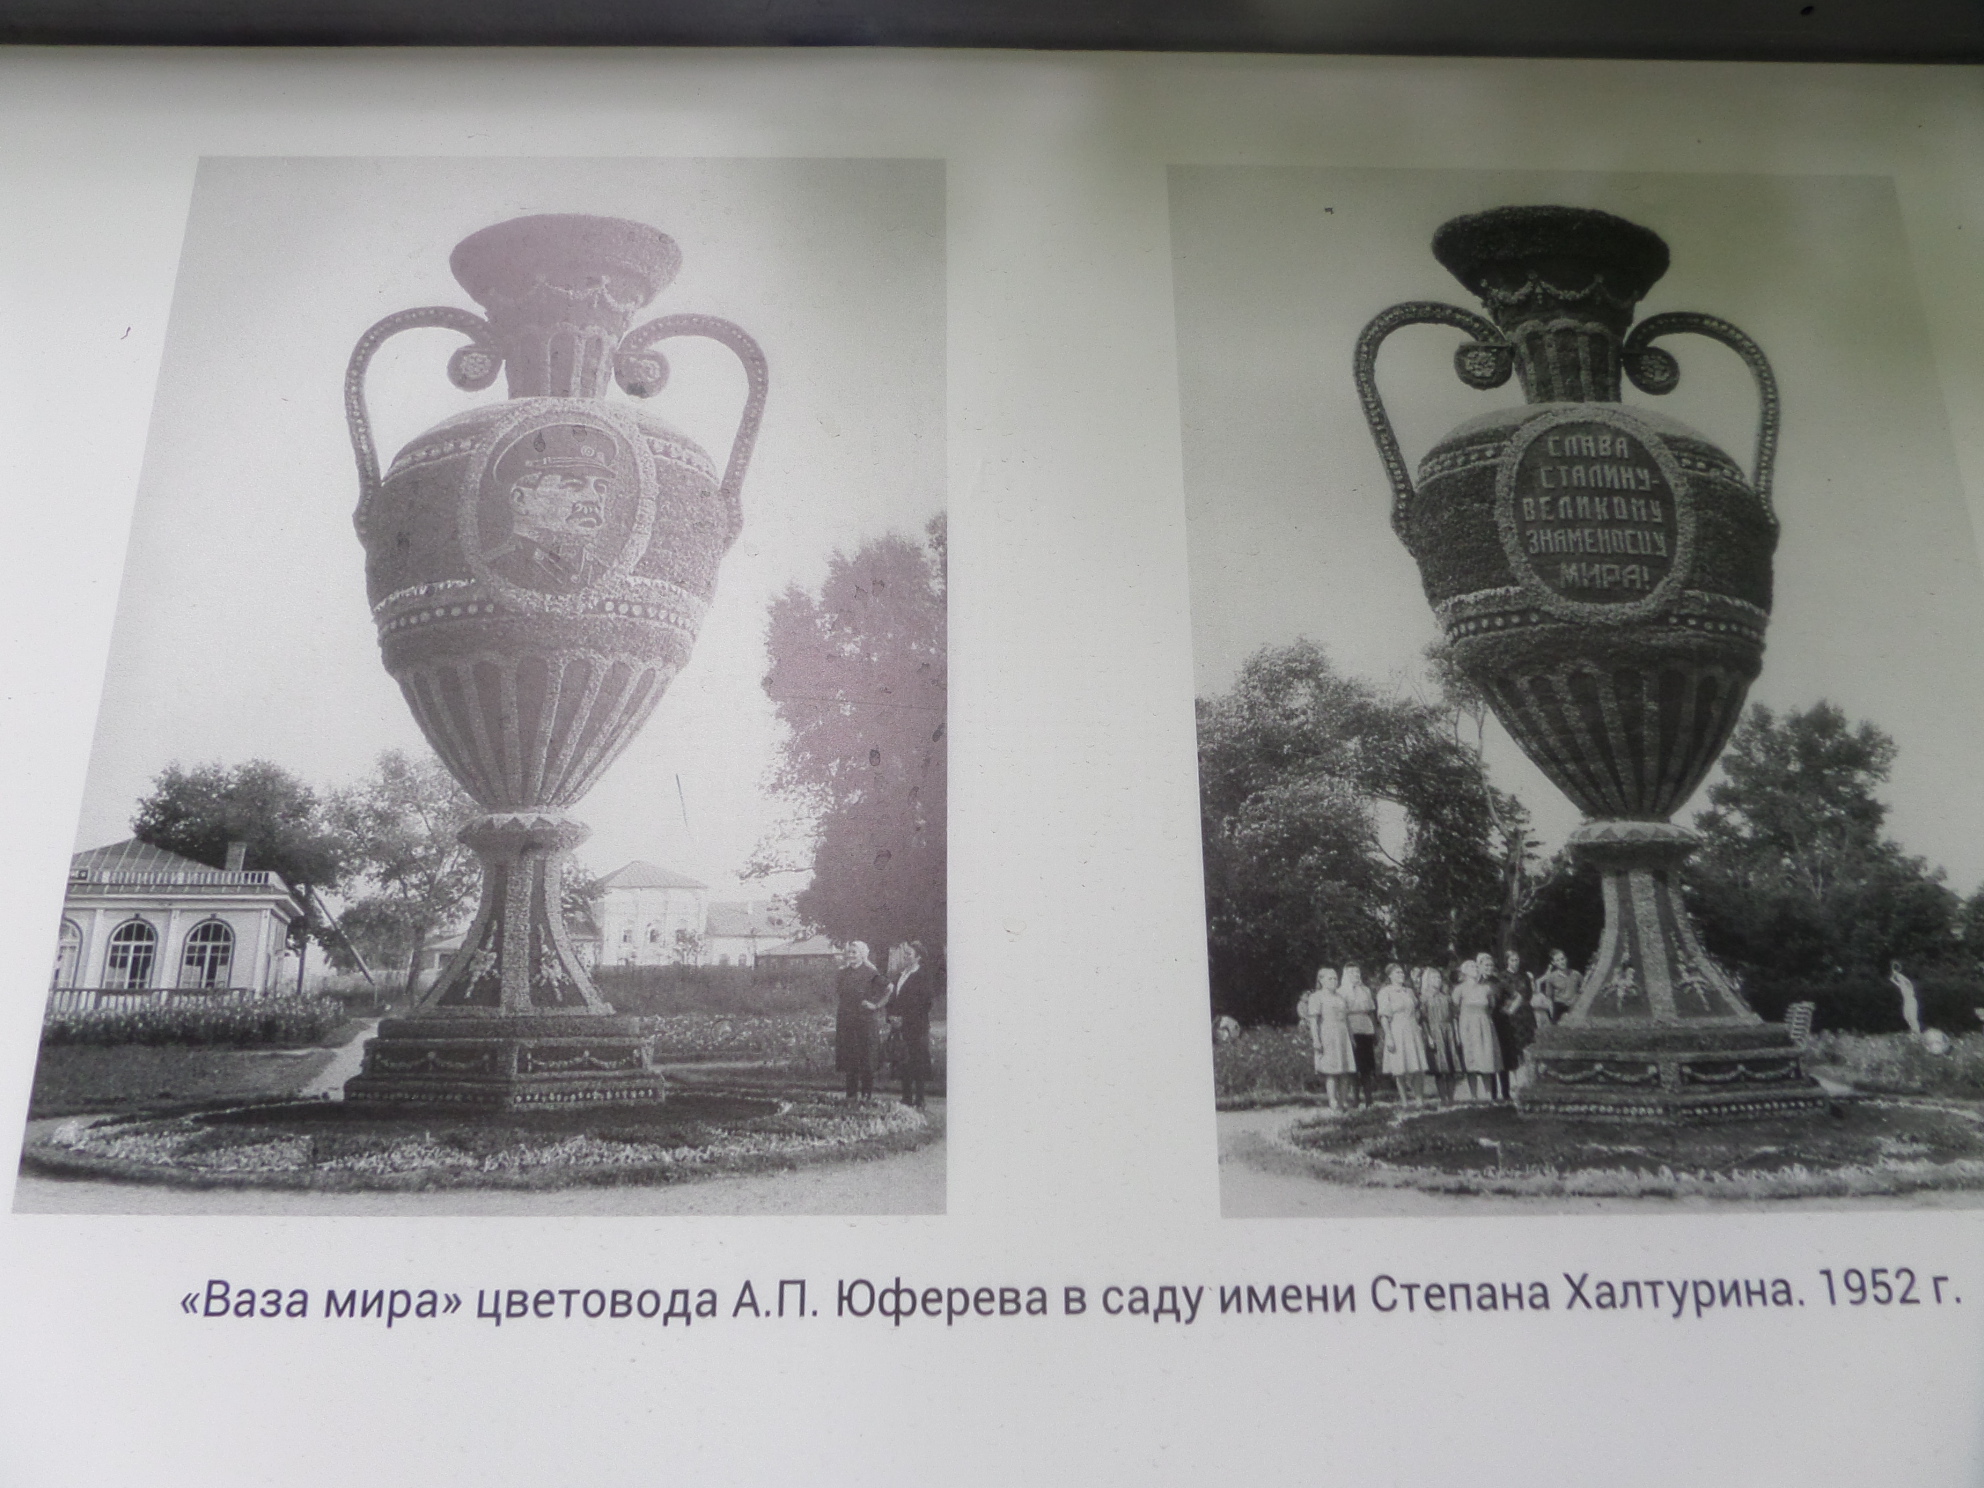 СЛАВА
СТАЛИНУ-
ВЕЛИКОМУ
ЗНАМЕНОСЦУ
МИРА!
«Ваза мира» цветовода А.П. Юферева в саду имени Степана Халтурина. 1952 г.